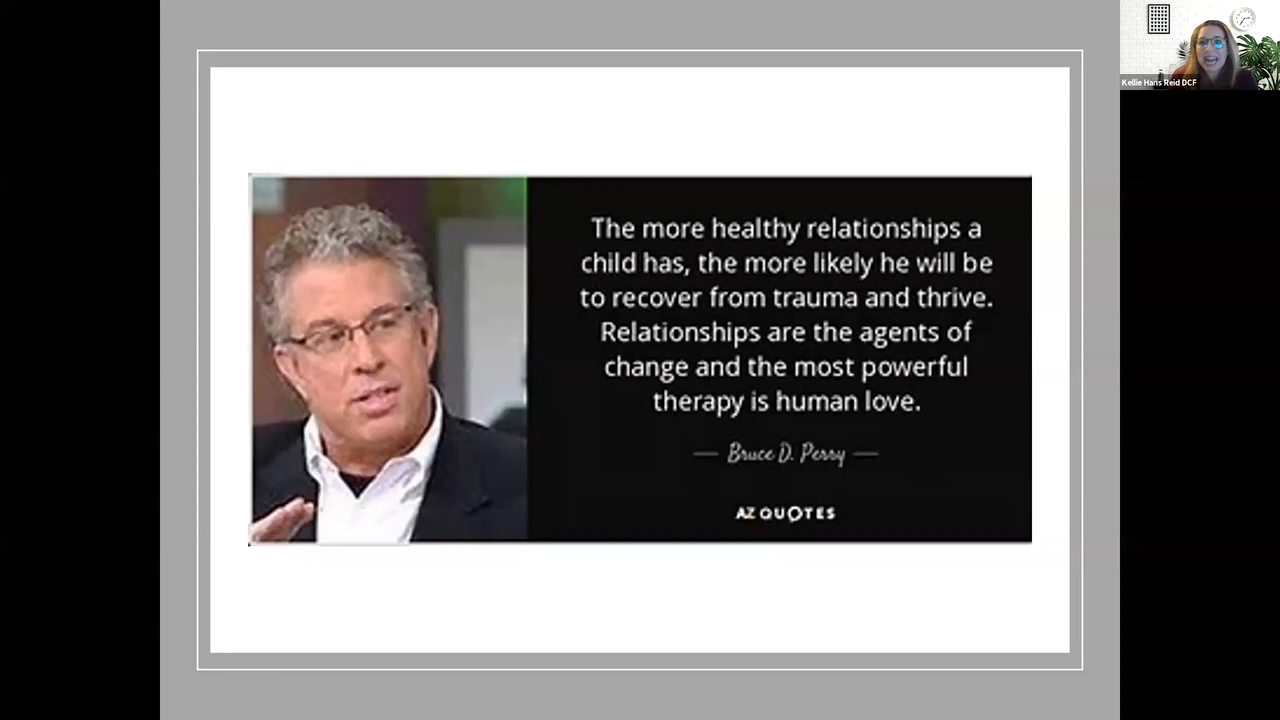 The more healthy relationships a
child has, the more likely he will be
to recover from trauma and thrive.
Relationships are the agents of
change and the most powerful
therapy is human love.
— Bruce D. Perry —
AZ QUOTES
Kellie Hans Reid DCF